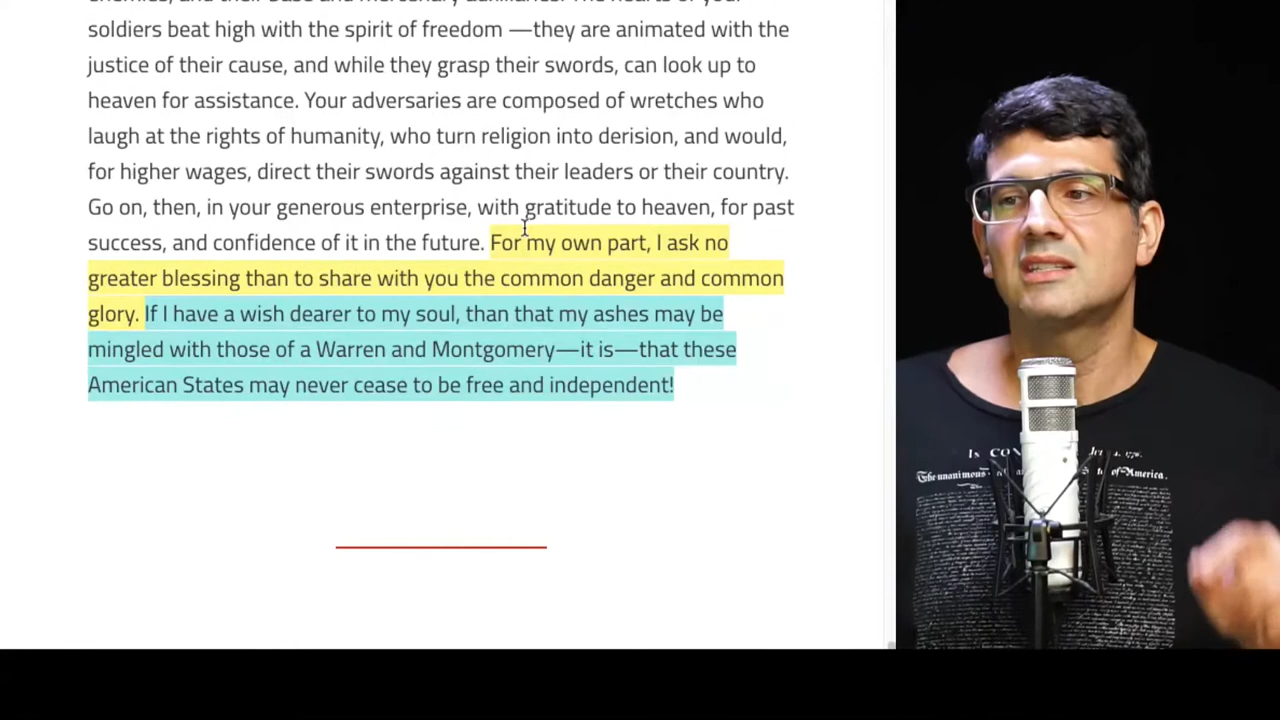 soldiers beat high with the spirit of freedom —they are animated with the
justice of their cause, and while they grasp their swords, can look up to
heaven for assistance. Your adversaries are composed of wretches who
laugh at the rights of humanity, who turn religion into derision, and would,
for higher wages, direct their swords against their leaders or their country.
Go on, then, in your generous enterprise, with gratitude to heaven, for past
success, and confidence of it in the future. For my own part, I ask no
greater blessing than to share with you the common danger and common
glory. If I have a wish dearer to my soul, than that my ashes may be
mingled with those of a Warren and Montgomery—it is—that these
American States may never cease to be free and independent!
In CON
The unanimous States of America.